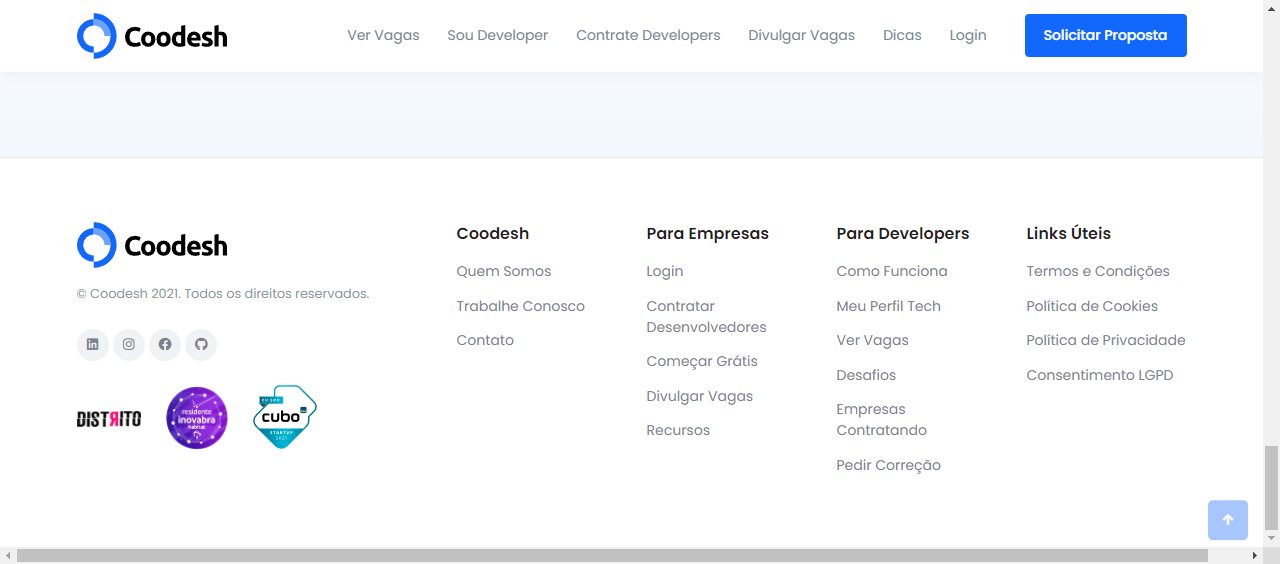 Coodesh
Ver Vagas
Sou Developer
Contrate Developers
Divulgar Vagas
Dicas
Login
Solicitar Proposta
Coodesh
© Coodesh 2021. Todos os direitos reservados.
DISTRITO
residente
inovabra
habitat
EU SOU
cubo
STARTUP
2021
Coodesh
Quem Somos
Trabalhe Conosco
Contato
Para Empresas
Login
Contratar
Desenvolvedores
Começar Grátis
Divulgar Vagas
Recursos
Para Developers
Como Funciona
Meu Perfil Tech
Ver Vagas
Desafios
Empresas
Contratando
Pedir Correção
Links Úteis
Termos e Condições
Política de Cookies
Política de Privacidade
Consentimento LGPD